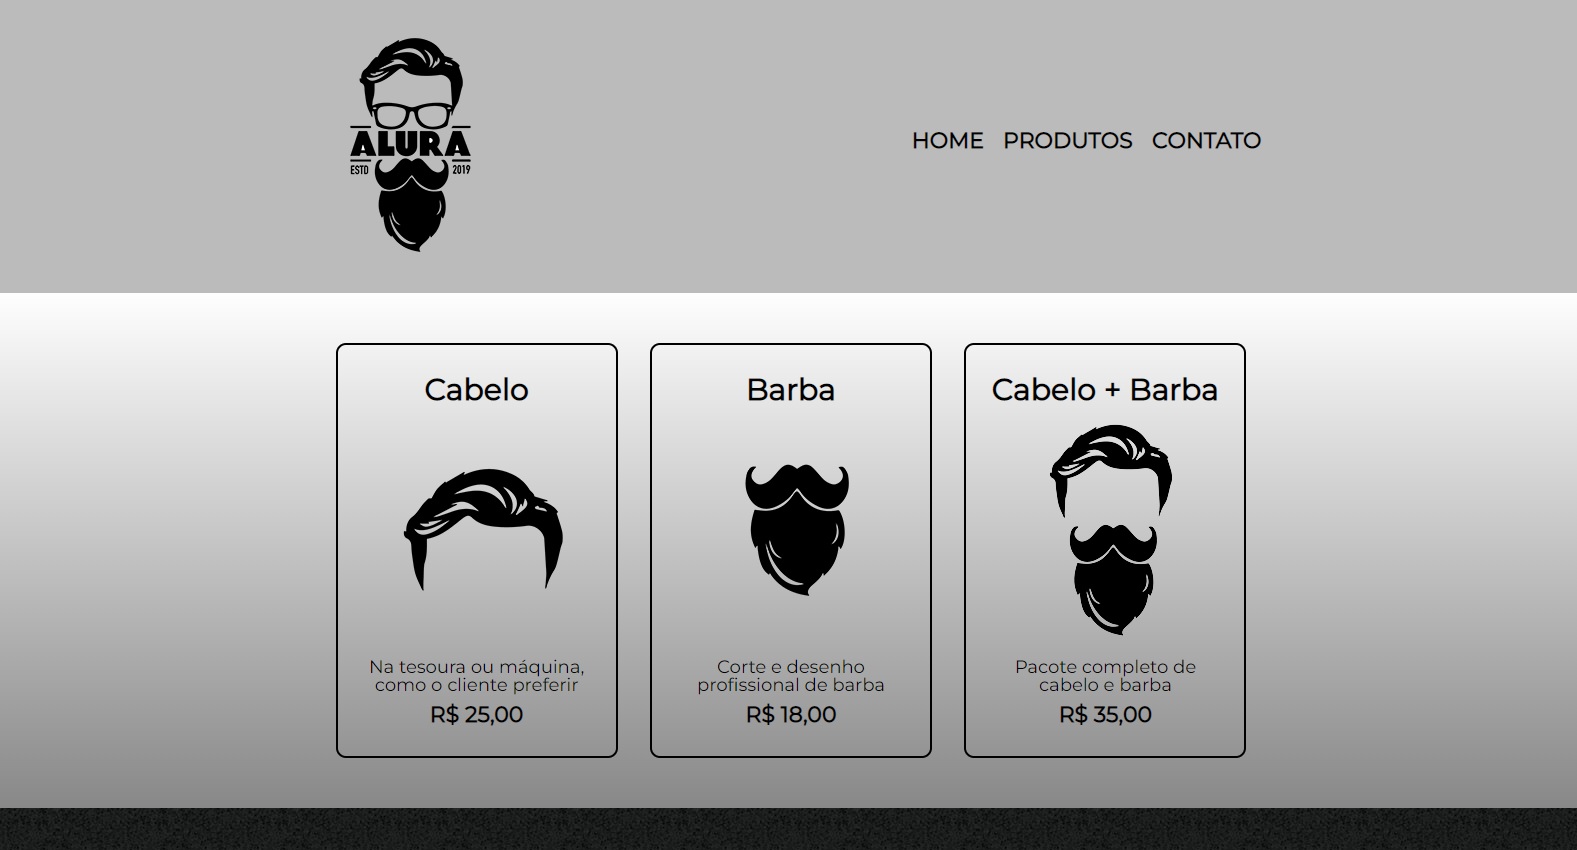 ALURA
ESTD 2019
HOME PRODUTOS CONTATO
Cabelo
Na tesoura ou máquina,
como o cliente preferir
R$ 25,00
Barba
Corte e desenho
profissional de barba
R$ 18,00
Cabelo + Barba
Pacote completo de
cabelo e barba
R$ 35,00